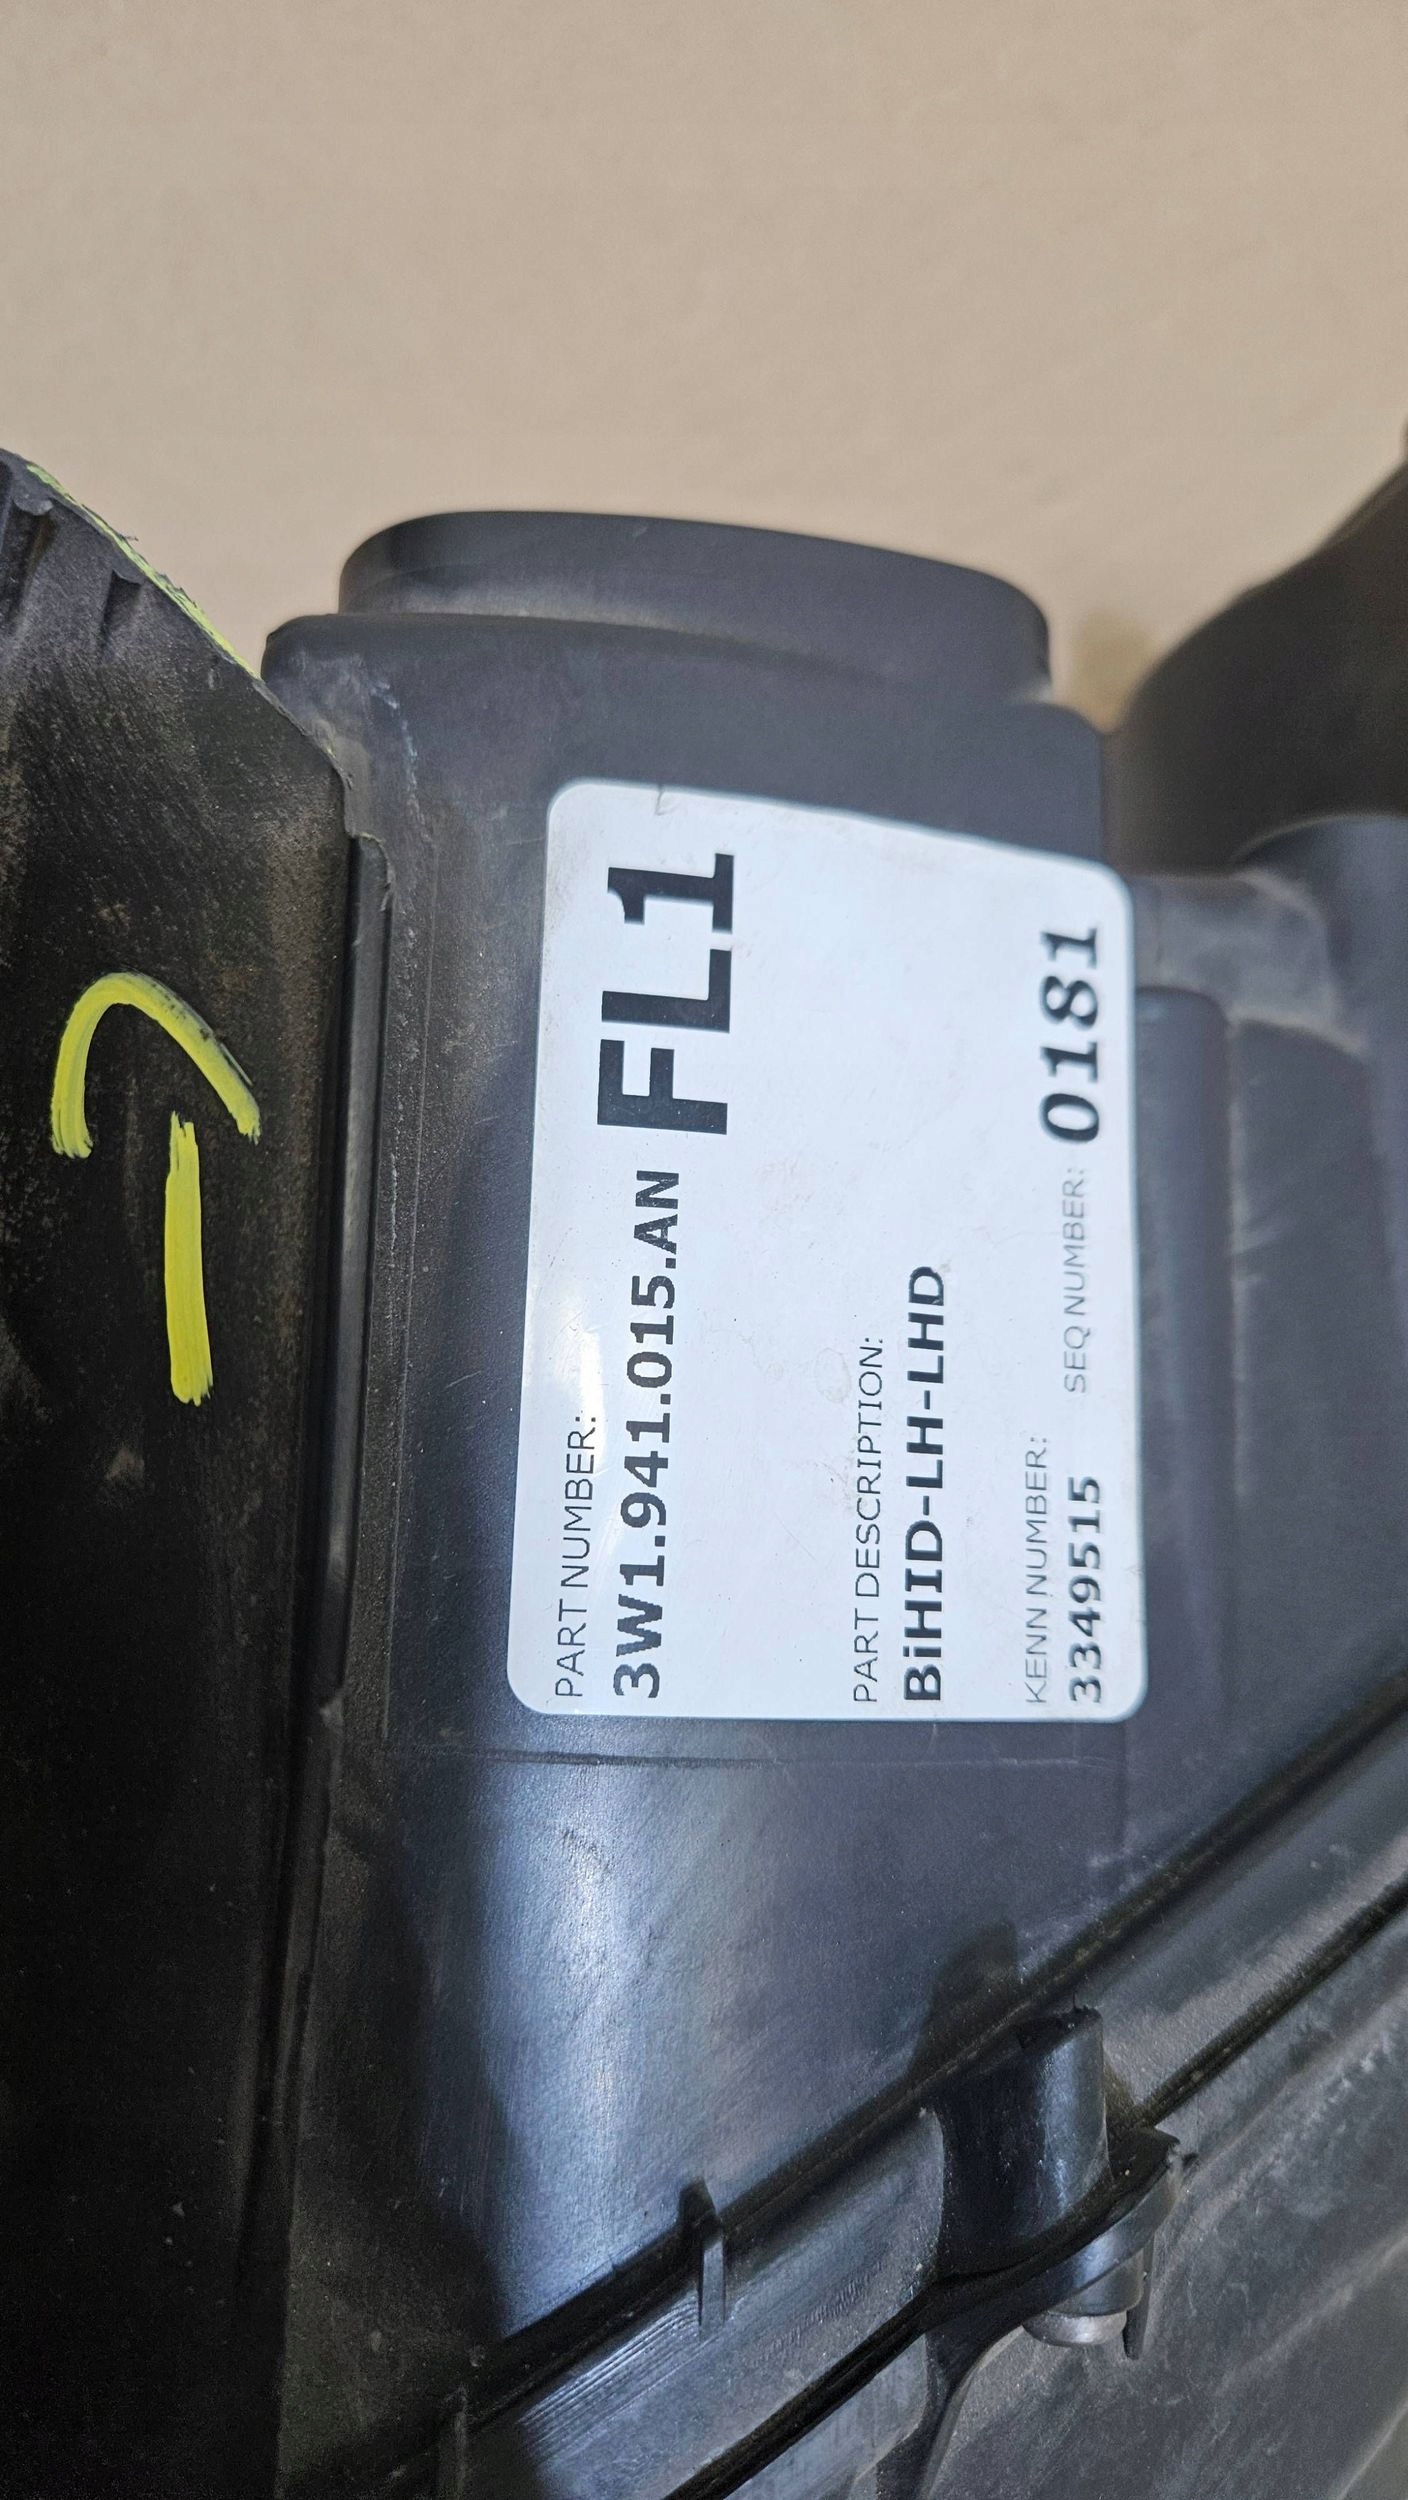 PART NUMBER:
3W1.941.015.AN FL1
PART DESCRIPTION:
BiHID-LH-LHD
KENN NUMBER:
3349515
SEQ NUMBER: 0181